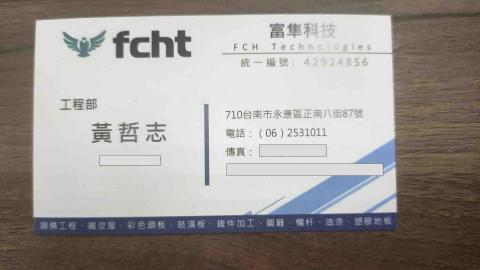 fcht
富隼科技
FCH Technologies
統一編號: 42924856
工程部
黃哲志
710台南市永康區正南八街87號
電話：(06) 2531011
傳真：
鋼構工程、鐵皮屋、彩色鋼板、裝潢板、鐵件加工、圍籬、欄杆、油漆、塑膠地板